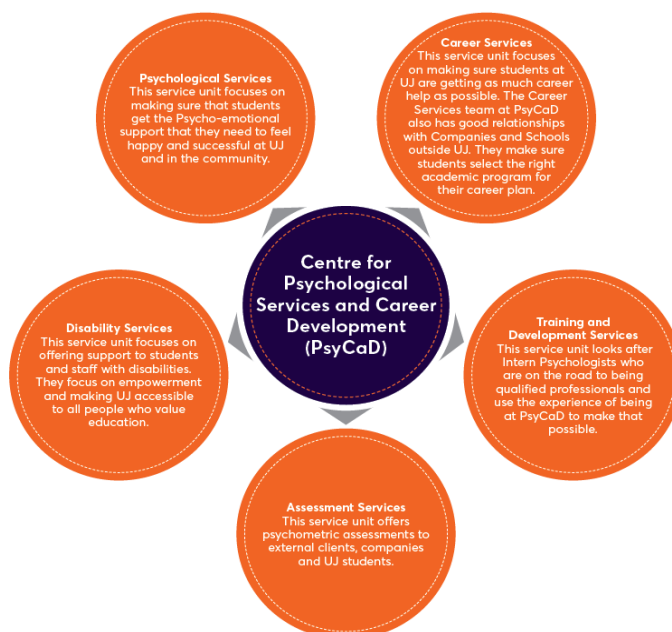 Psychological Services
This service unit focuses on
making sure that students
get the Psycho-emotional
support that they need to feel
happy and successful at UJ
and in the community.
Career Services
This service unit focuses
on making sure students at
UJ are getting as much career
help as possible. The Career
Services team at PsyCaD
also has good relationships
with Companies and Schools
outside UJ. They make sure
students select the right
academic program for
their career plan.
Centre for
Psychological
Services and Career
Development
(PsyCaD)
Disability Services
This service unit focuses on
offering support to students
and staff with disabilities.
They focus on empowerment
and making UJ accessible
to all people who value
education.
Training and
Development Services
This service unit looks after
Intern Psychologists who
are on the road to being
qualified professionals and
use the experience of being
at PsyCaD to make that
possible.
Assessment Services
This service unit offers
psychometric assessments to
external clients, companies
and UJ students.